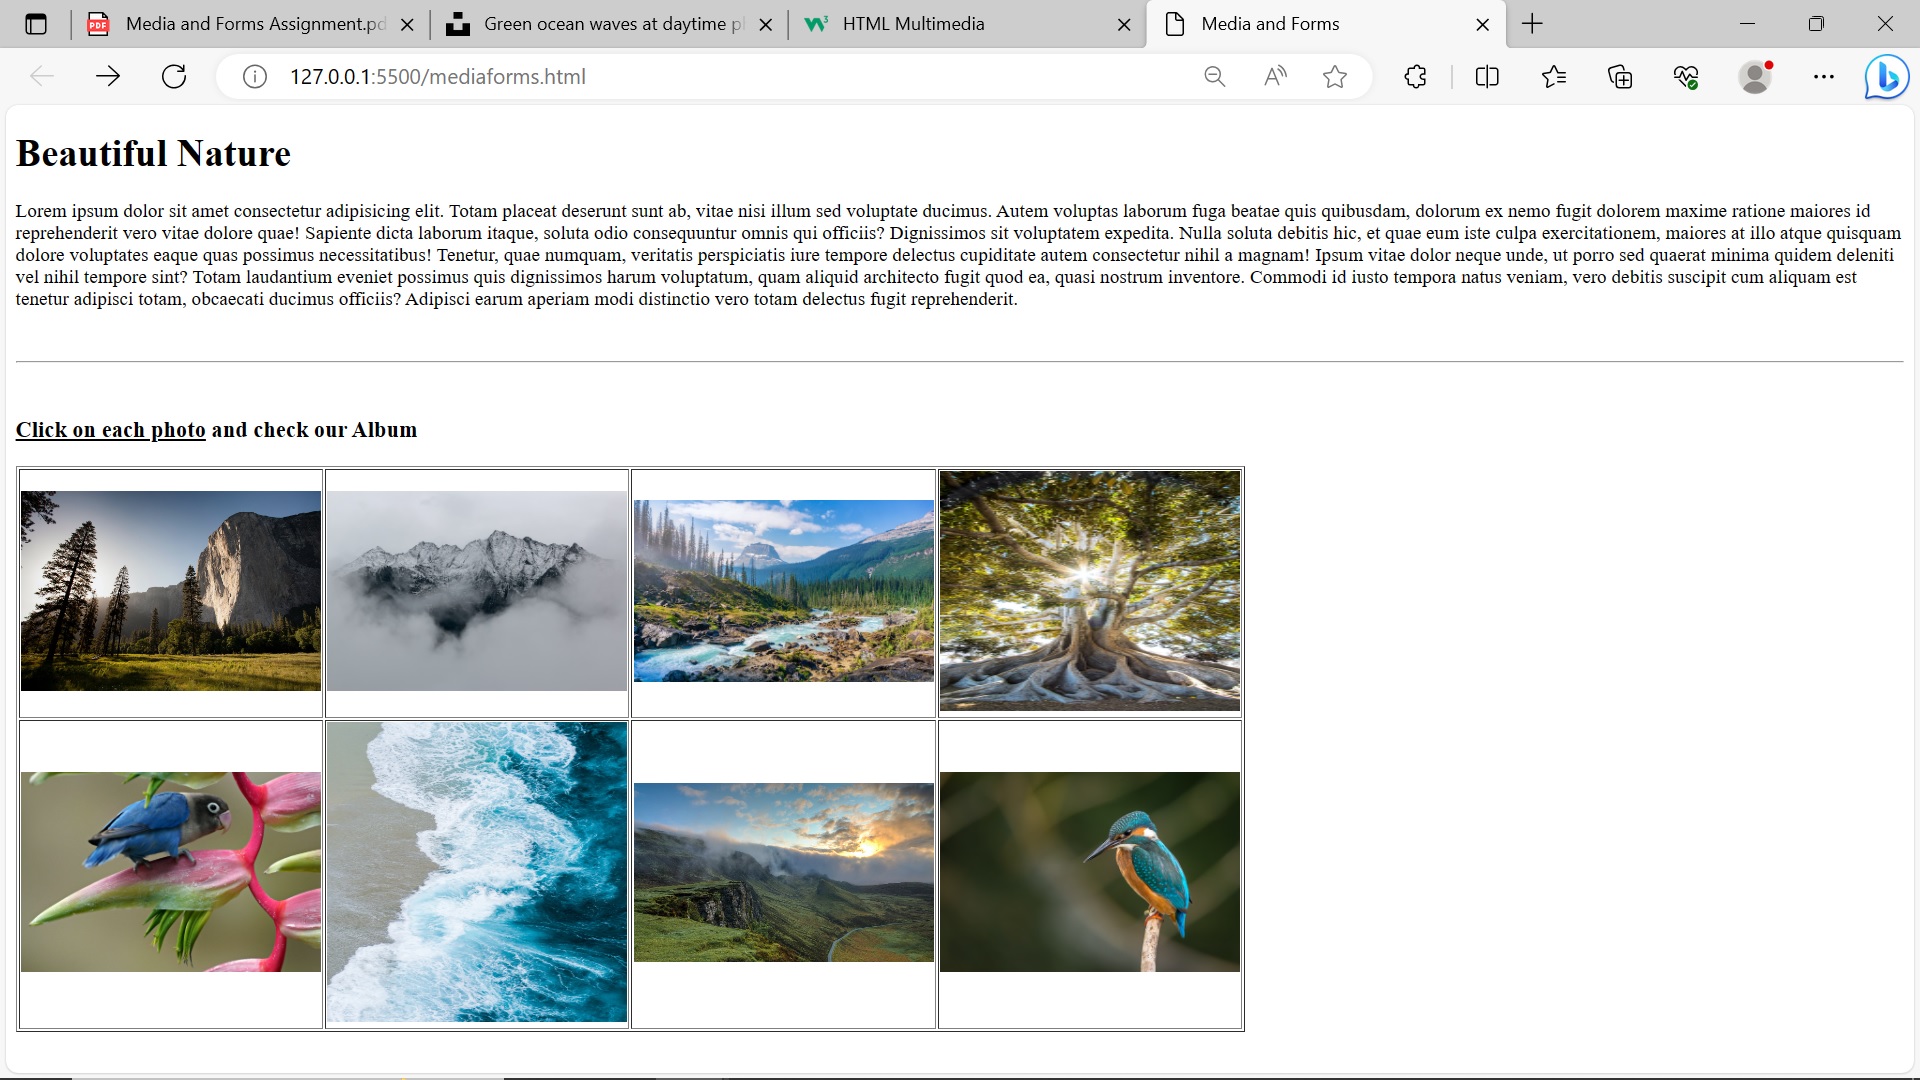 Media and Forms Assignment.pd
Green ocean waves at daytime p
HTML Multimedia
Media and Forms
127.0.0.1:5500/mediaforms.html
Beautiful Nature
Lorem ipsum dolor sit amet consectetur adipisicing elit. Totam placeat deserunt sunt ab, vitae nisi illum sed voluptate ducimus. Autem voluptas laborum fuga beatae quis quibusdam, dolorum ex nemo fugit dolorem maxime ratione maiores id
reprehenderit vero vitae dolore quae! Sapiente dicta laborum itaque, soluta odio consequuntur omnis qui officiis? Dignissimos sit voluptatem expedita. Nulla soluta debitis hic, et quae eum iste culpa exercitationem, maiores at illo atque quisquam
dolore voluptates eaque quas possimus necessitatibus! Tenetur, quae numquam, veritatis perspiciatis iure tempore delectus cupiditate autem consectetur nihil a magnam! Ipsum vitae dolor neque unde, ut porro sed quaerat minima quidem deleniti
vel nihil tempore sint? Totam laudantium eveniet possimus quis dignissimos harum voluptatum, quam aliquid architecto fugit quod ea, quasi nostrum inventore. Commodi id iusto tempora natus veniam, vero debitis suscipit cum aliquam est
tenetur adipisci totam, obcaecati ducimus officiis? Adipisci earum aperiam modi distinctio vero totam delectus fugit reprehenderit.
Click on each photo and check our Album